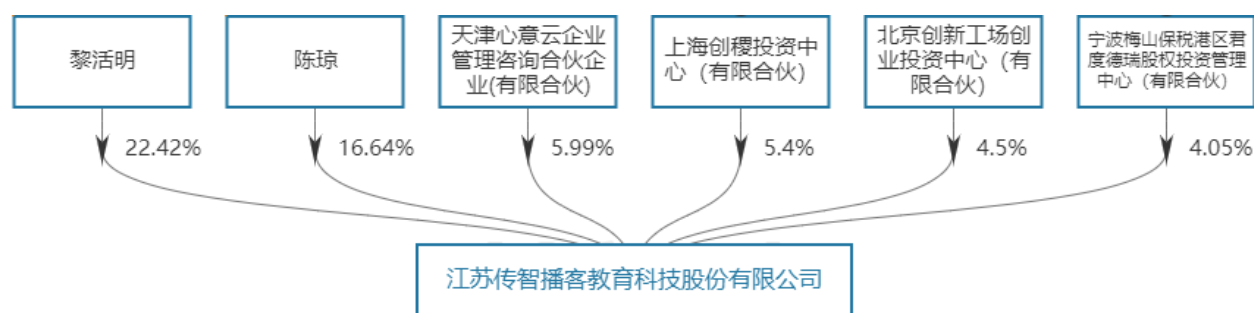 黎活明
陈琼
天津心意云企业
管理咨询合伙企
业(有限合伙)
上海创稷投资中
心（有限合伙）
北京创新工场创
业投资中心（有
限合伙）
宁波梅山保税港区君
度德瑞股权投资管理
中心（有限合伙）
22.42%
16.64%
5.99%
5.4%
4.5%
4.05%
江苏传智播客教育科技股份有限公司